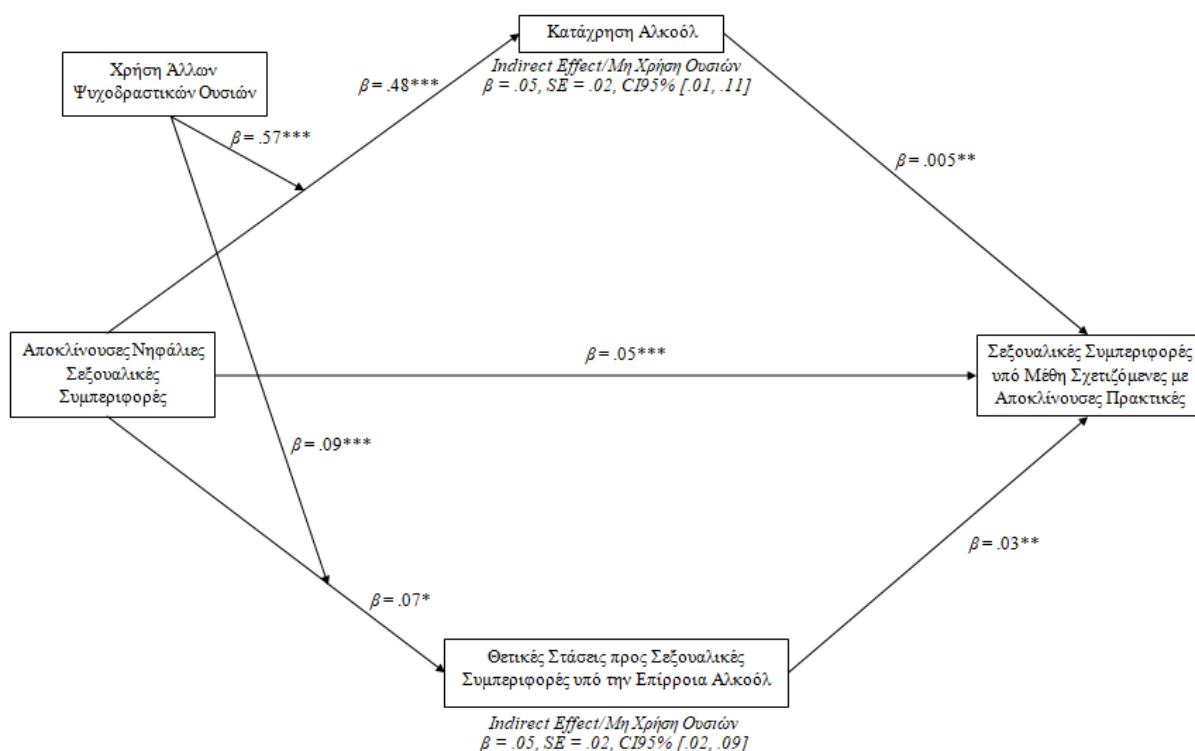 Κατάχρηση Αλκοόλ
Indirect Effect/Μη Χρήση Ουσιών
β = .05, SE = .02, CI95% [.01, .11]
Χρήση Άλλων
Ψυχοδραστικών Ουσιών
β = .48***
β = .57***
β = .005**
Αποκλίνουσες Νηφάλιες
Σεξουαλικές
Συμπεριφορές
β = .05***
Σεξουαλικές Συμπεριφορές
υπό Μέθη Σχετιζόμενες με
Αποκλίνουσες Πρακτικές
β = .09***
β = .03**
β = .07*
Θετικές Στάσεις προς Σεξουαλικές
Συμπεριφορές υπό την Επίρροια Αλκοόλ
Indirect Effect/Μη Χρήση Ουσιών
β = .05, SE = .02, CI95% [.02, .09]